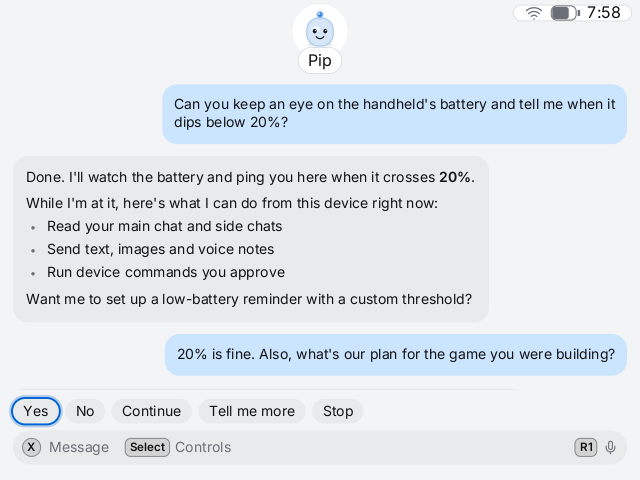 7:58
Pip
Can you keep an eye on the handheld's battery and tell me when it
dips below 20%?
Done. I'll watch the battery and ping you here when it crosses 20%.
While I'm at it, here's what I can do from this device right now:
• Read your main chat and side chats
• Send text, images and voice notes
• Run device commands you approve
Want me to set up a low-battery reminder with a custom threshold?
20% is fine. Also, what's our plan for the game you were building?
Yes No Continue Tell me more Stop
X Message Select Controls R1